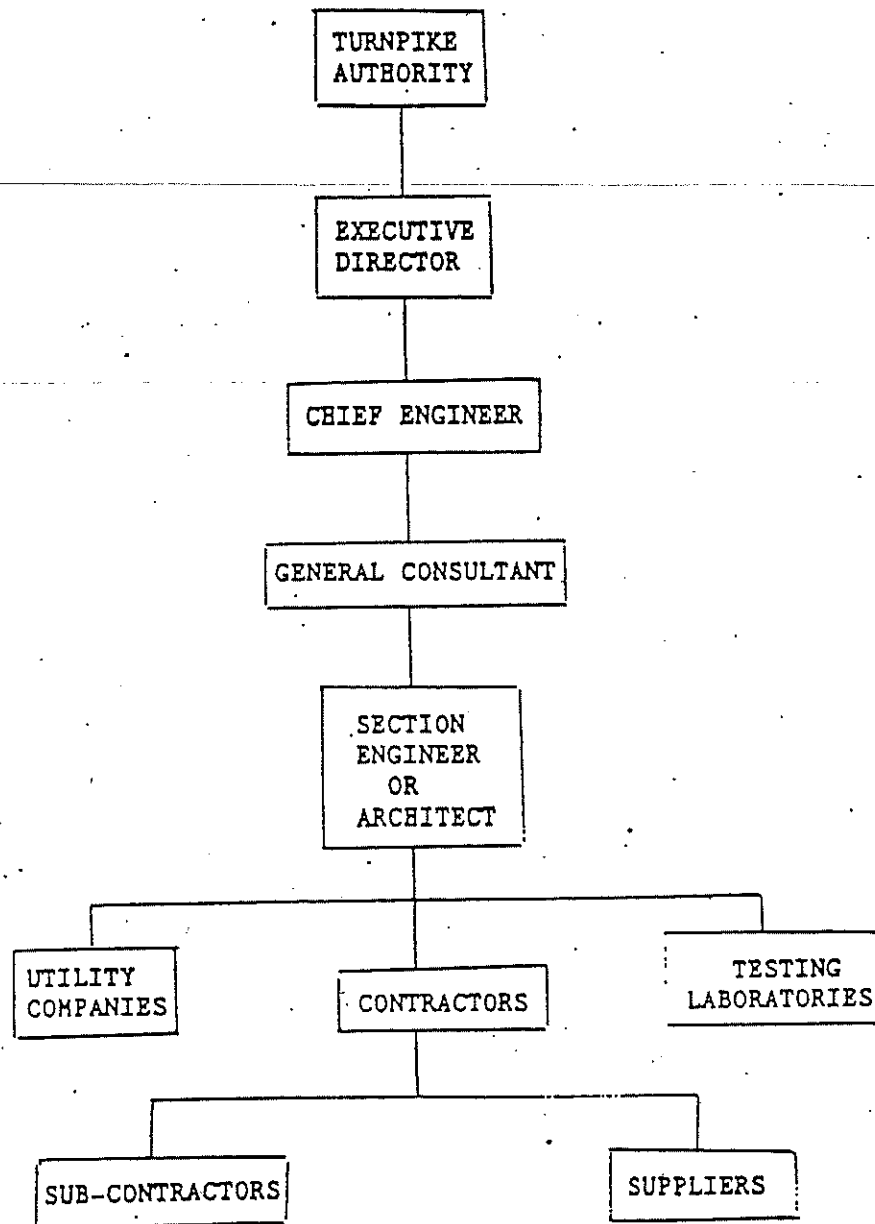 TURNPIKE
AUTHORITY
EXECUTIVE
DIRECTOR
CHIEF ENGINEER
GENERAL CONSULTANT
SECTION
ENGINEER
OR
ARCHITECT
UTILITY
COMPANIES
CONTRACTORS
TESTING
LABORATORIES
SUB-CONTRACTORS
SUPPLIERS